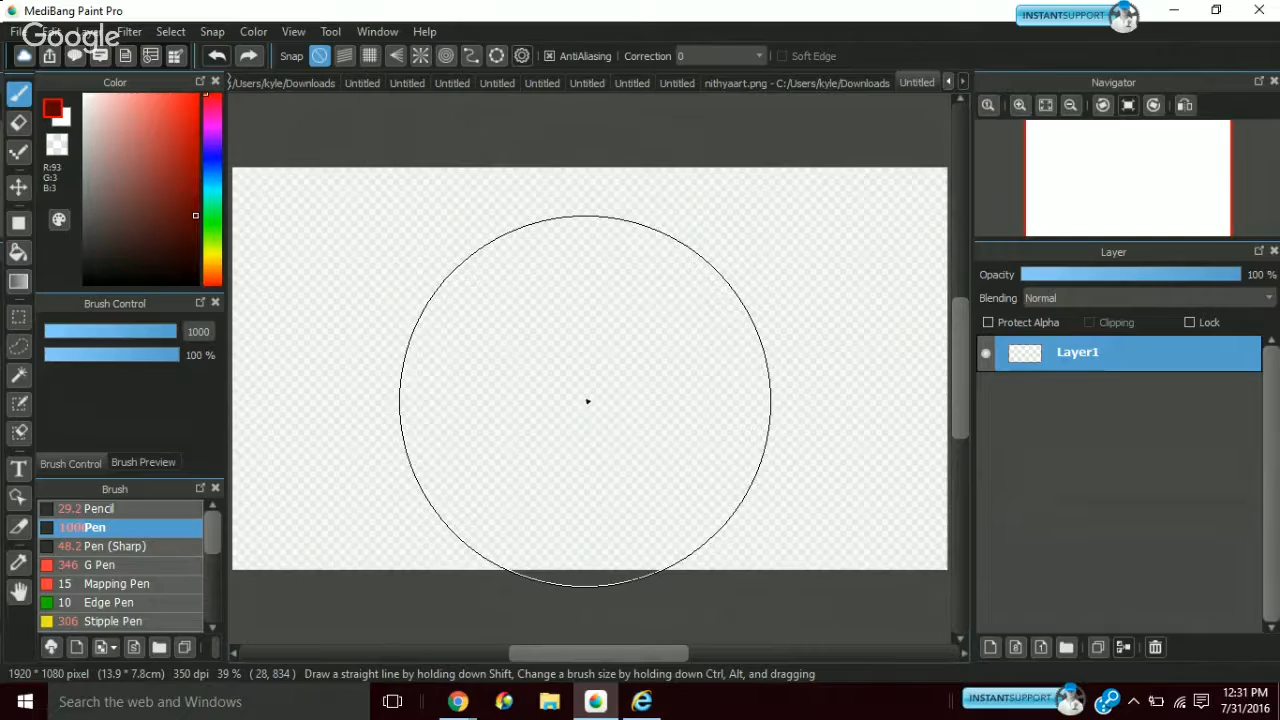 MediBang Paint Pro
INSTANTSUPPORT
File Edit Layer Filter Select Snap Color View Tool Window Help
Google
Snap AntiAliasing Correction 0 Soft Edge
Color
/Users/kyle/Downloads Untitled Untitled Untitled Untitled Untitled Untitled Untitled nithyaart.png - C:/Users/kyle/Downloads Untitled
Navigator
R:93
G:3
B:3
Layer
Opacity 100 %
Blending Normal
Protect Alpha Clipping Lock
Layer1
Brush Control
1000
100 %
Brush Control Brush Preview
Brush
29.2 Pencil
1000 Pen
48.2 Pen (Sharp)
346 G Pen
15 Mapping Pen
10 Edge Pen
306 Stipple Pen
1920 * 1080 pixel (13.9 * 7.8cm) 350 dpi 39 % ( 28, 834 ) Draw a straight line by holding down Shift, Change a brush size by holding down Ctrl, Alt, and dragging
Search the web and Windows
INSTANTSUPPORT
12:31 PM
7/31/2016